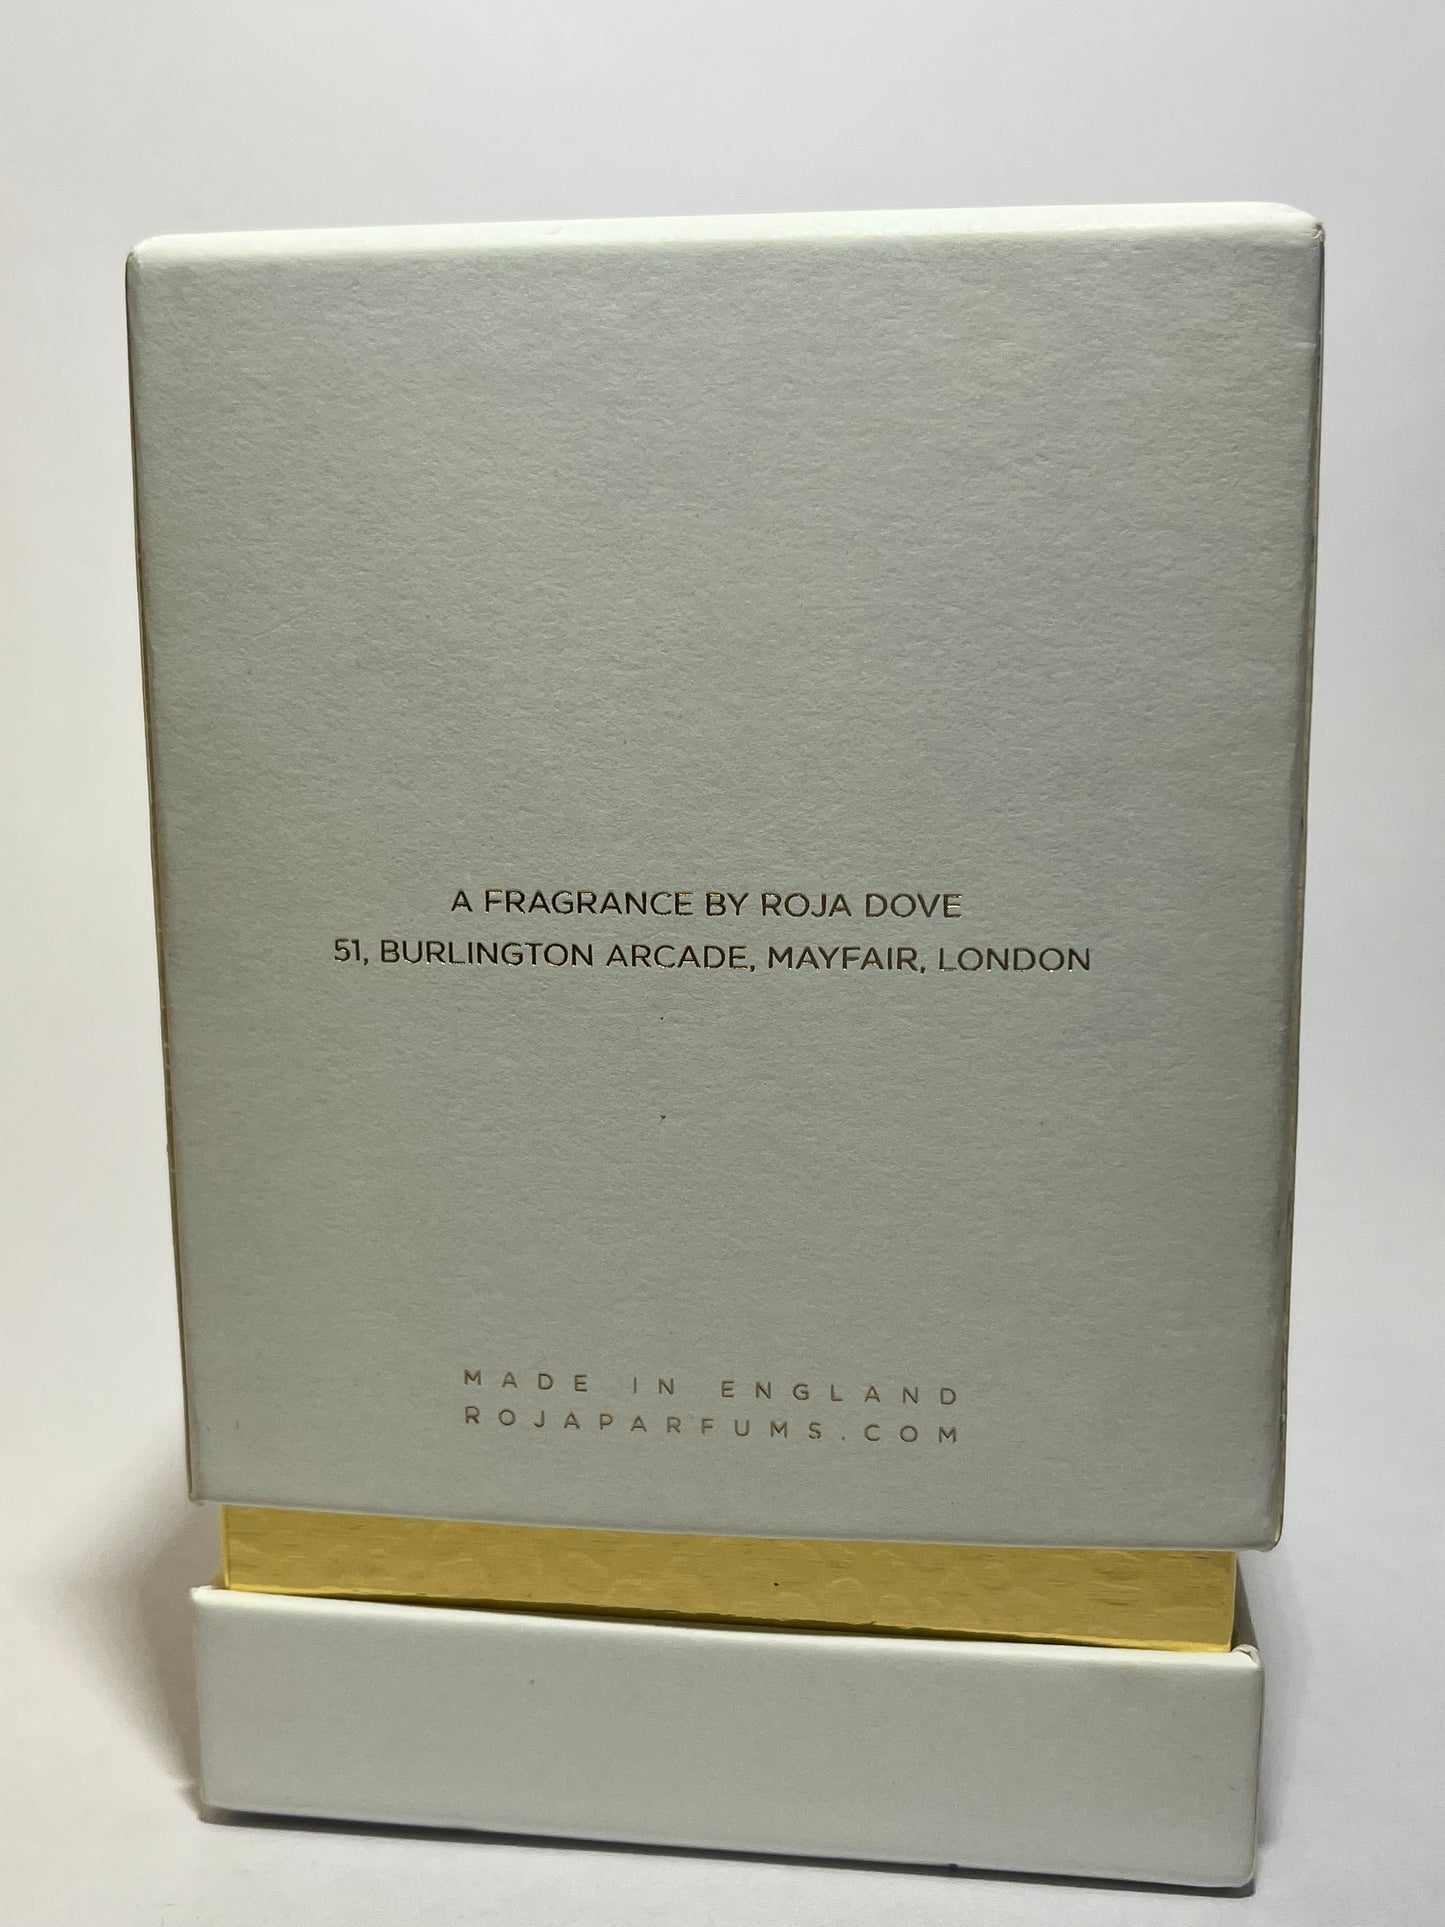 A FRAGRANCE BY ROJA DOVE
51, BURLINGTON ARCADE, MAYFAIR, LONDON
MADE IN ENGLAND
ROJAPARFUMS.COM